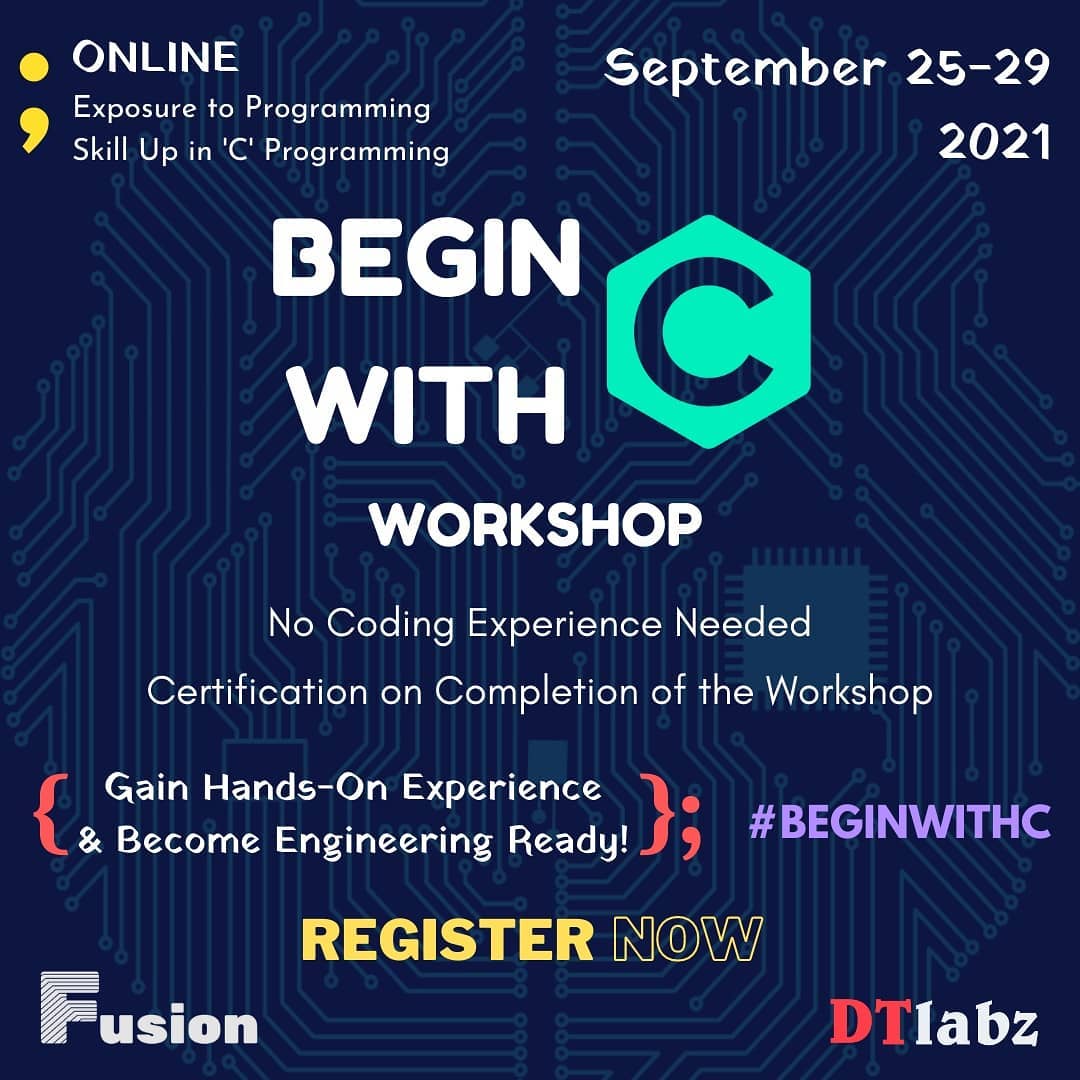 ONLINE
Exposure to Programming
Skill Up in 'C' Programming
September 25-29
2021
BEGIN
WITH
C
WORKSHOP
No Coding Experience Needed
Certification on Completion of the Workshop
{ Gain Hands-On Experience
& Become Engineering Ready! };
#BEGINWITHC
REGISTER NOW
Fusion
DTlabz